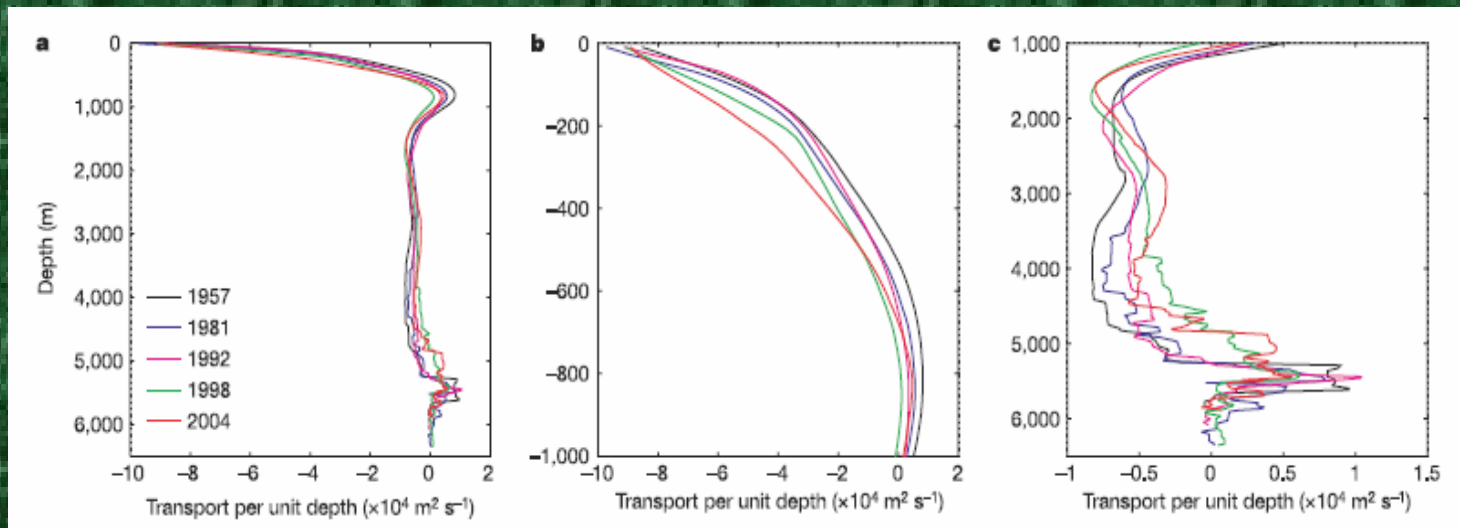 a
0
1,000
2,000
3,000
4,000
5,000
6,000
Depth (m)
1957
1981
1992
1998
2004
–10 –8 –6 –4 –2 0 2
Transport per unit depth (×10⁴ m² s⁻¹)
b
0
–200
–400
–600
–800
–1,000
–10 –8 –6 –4 –2 0 2
Transport per unit depth (×10⁴ m² s⁻¹)
c
1,000
2,000
3,000
4,000
5,000
6,000
–1 –0.5 0 0.5 1 1.5
Transport per unit depth (×10⁴ m² s⁻¹)